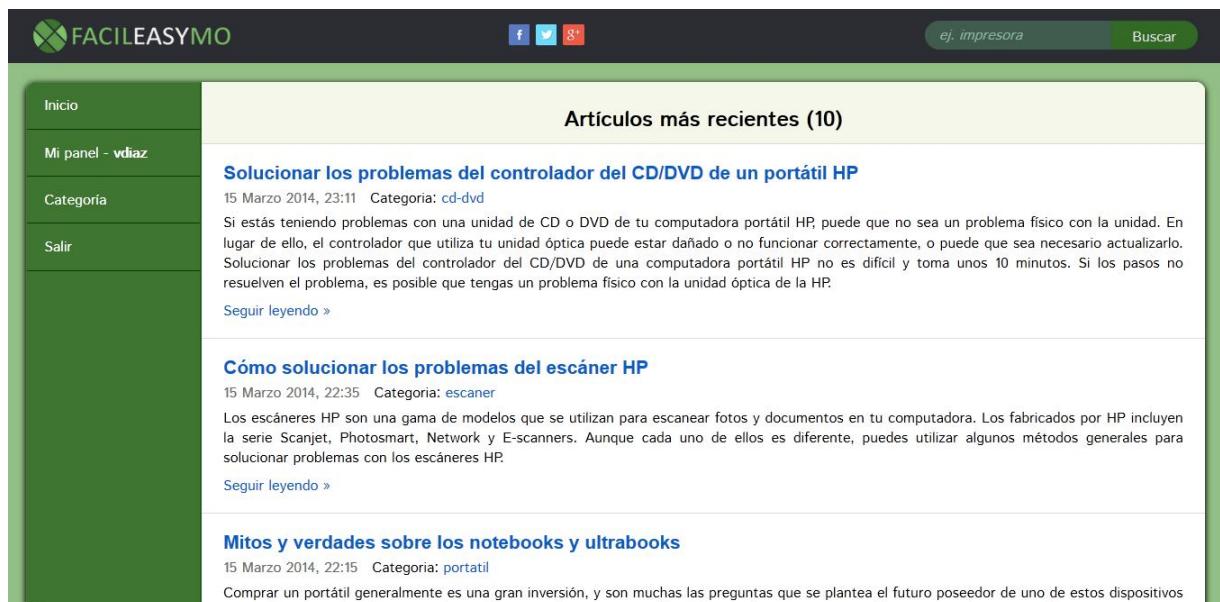 FACILEASYMO
f
g+
ej. impresora
Buscar
Inicio
Mi panel - vdiaz
Categoría
Salir
Artículos más recientes (10)
Solucionar los problemas del controlador del CD/DVD de un portátil HP
15 Marzo 2014, 23:11 Categoria: cd-dvd
Si estás teniendo problemas con una unidad de CD o DVD de tu computadora portátil HP, puede que no sea un problema físico con la unidad. En
lugar de ello, el controlador que utiliza tu unidad óptica puede estar dañado o no funcionar correctamente, o puede que sea necesario actualizarlo.
Solucionar los problemas del controlador del CD/DVD de una computadora portátil HP no es difícil y toma unos 10 minutos. Si los pasos no
resuelven el problema, es posible que tengas un problema físico con la unidad óptica de la HP.
Seguir leyendo »
Cómo solucionar los problemas del escáner HP
15 Marzo 2014, 22:35 Categoria: escaner
Los escáneres HP son una gama de modelos que se utilizan para escanear fotos y documentos en tu computadora. Los fabricados por HP incluyen
la serie Scanjet, Photosmart, Network y E-scanners. Aunque cada uno de ellos es diferente, puedes utilizar algunos métodos generales para
solucionar problemas con los escáneres HP.
Seguir leyendo »
Mitos y verdades sobre los notebooks y ultrabooks
15 Marzo 2014, 22:15 Categoria: portatil
Comprar un portátil generalmente es una gran inversión, y son muchas las preguntas que se plantea el futuro poseedor de uno de estos dispositivos